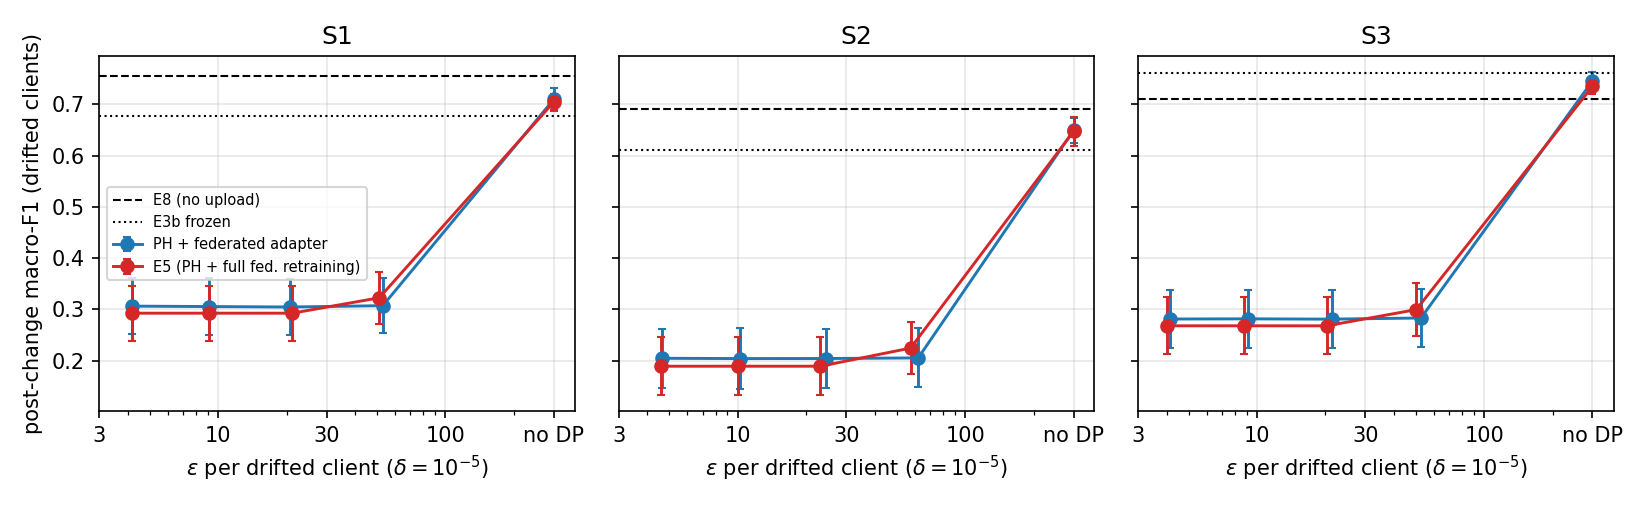 S1
S2
S3
post-change macro-F1 (drifted clients)
0.7
0.6
0.5
0.4
0.3
0.2
E8 (no upload)
E3b frozen
PH + federated adapter
E5 (PH + full fed. retraining)
3 10 30 100 no DP
3 10 30 100 no DP
3 10 30 100 no DP
ε per drifted client (δ = 10⁻⁵)
ε per drifted client (δ = 10⁻⁵)
ε per drifted client (δ = 10⁻⁵)